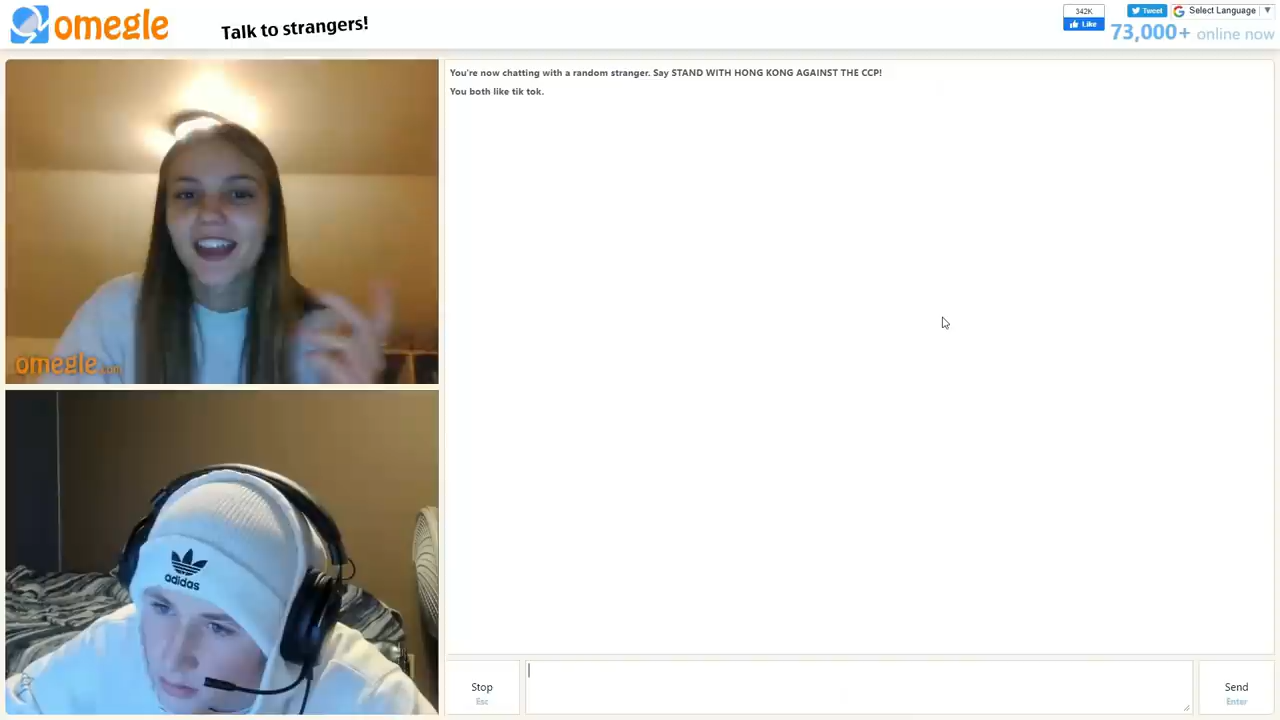 omegle
Talk to strangers!
342K
Like
Tweet
Select Language ▼
73,000+ online now
You're now chatting with a random stranger. Say STAND WITH HONG KONG AGAINST THE CCP!
You both like tik tok.
omegle.com
adidas
Stop
Esc
Send
Enter